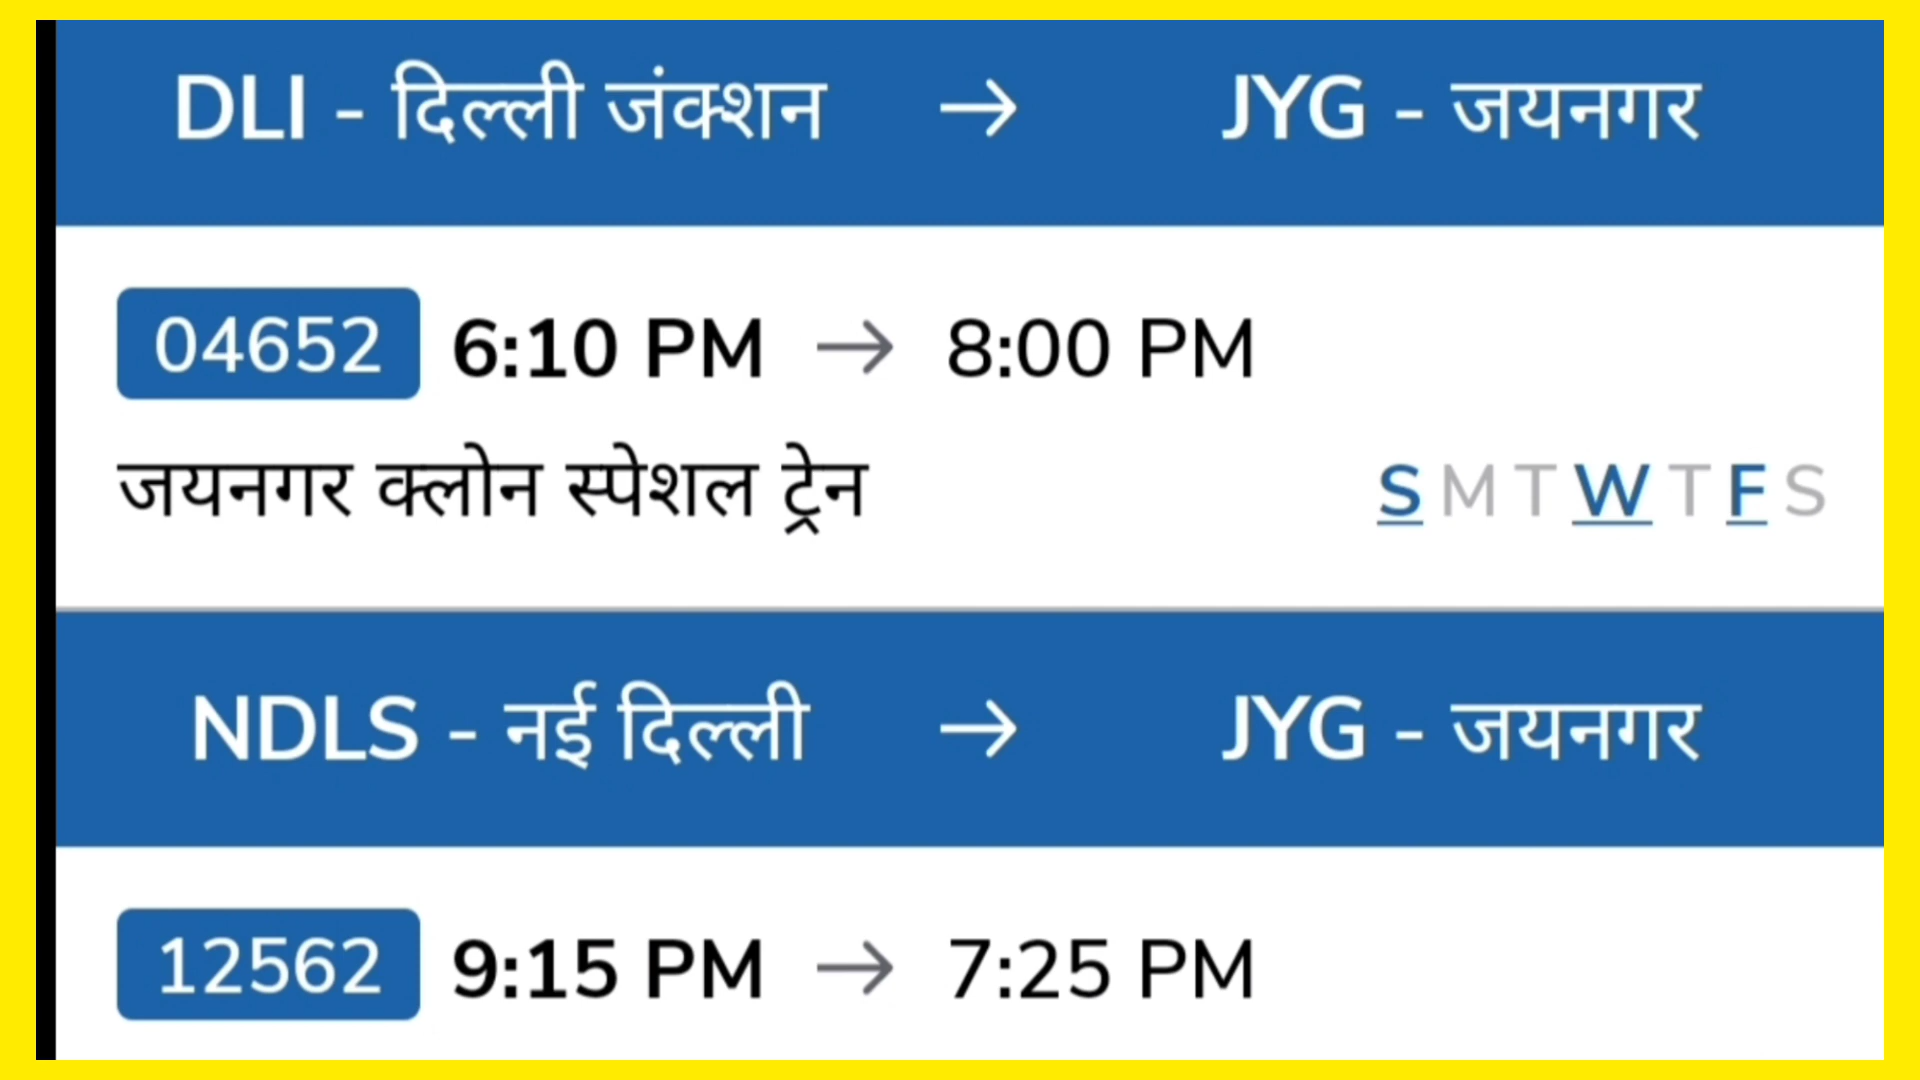 DLI - दिल्ली जंक्शन → JYG - जयनगर
04652 6:10 PM → 8:00 PM
जयनगर क्लोन स्पेशल ट्रेन S M T W T F S
NDLS - नई दिल्ली → JYG - जयनगर
12562 9:15 PM → 7:25 PM